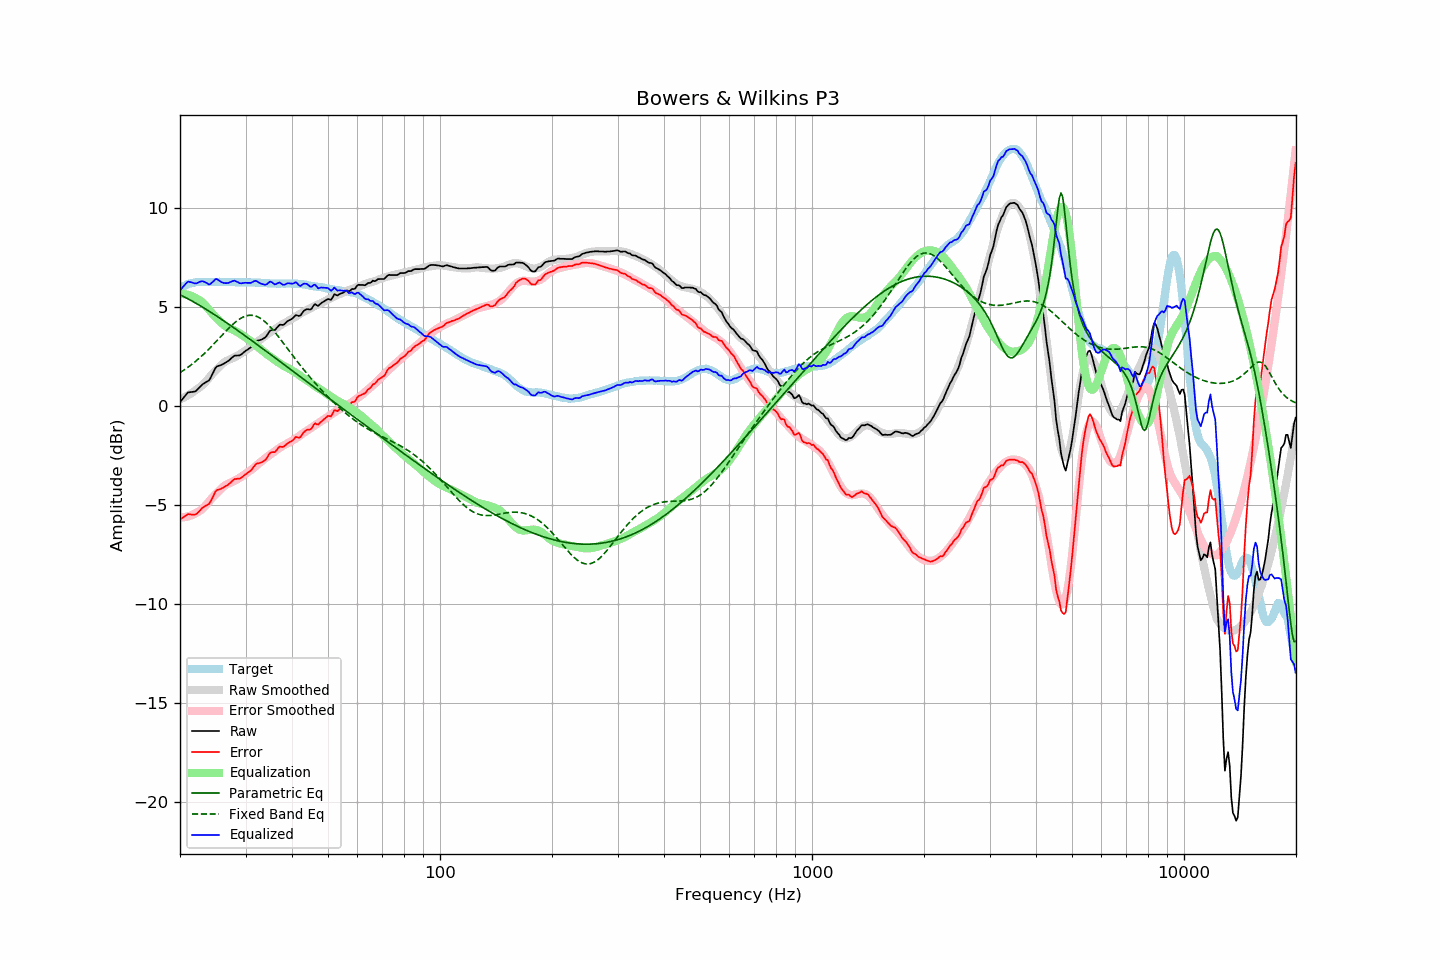 Bowers & Wilkins P3
Amplitude (dBr)
10
5
0
−5
−10
−15
−20
Target
Raw Smoothed
Error Smoothed
Raw
Error
Equalization
Parametric Eq
Fixed Band Eq
Equalized
100
1000
10000
Frequency (Hz)